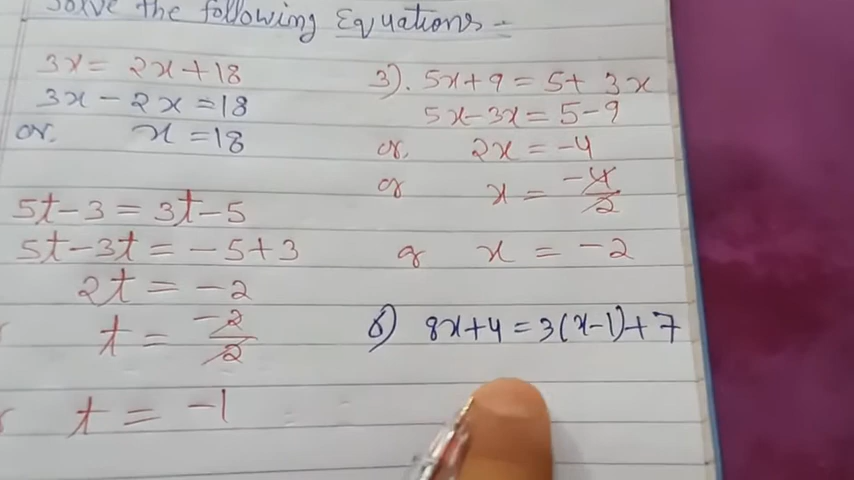 Solve the following Equations -
3x = 2x + 18
3x - 2x = 18
or. x = 18
5t - 3 = 3t - 5
5t - 3t = -5 + 3
2t = -2
t = -2/2
t = -1
3). 5x + 9 = 5 + 3x
5x - 3x = 5 - 9
or, 2x = -4
or x = -4/2
or x = -2
6) 8x + 4 = 3(x - 1) + 7